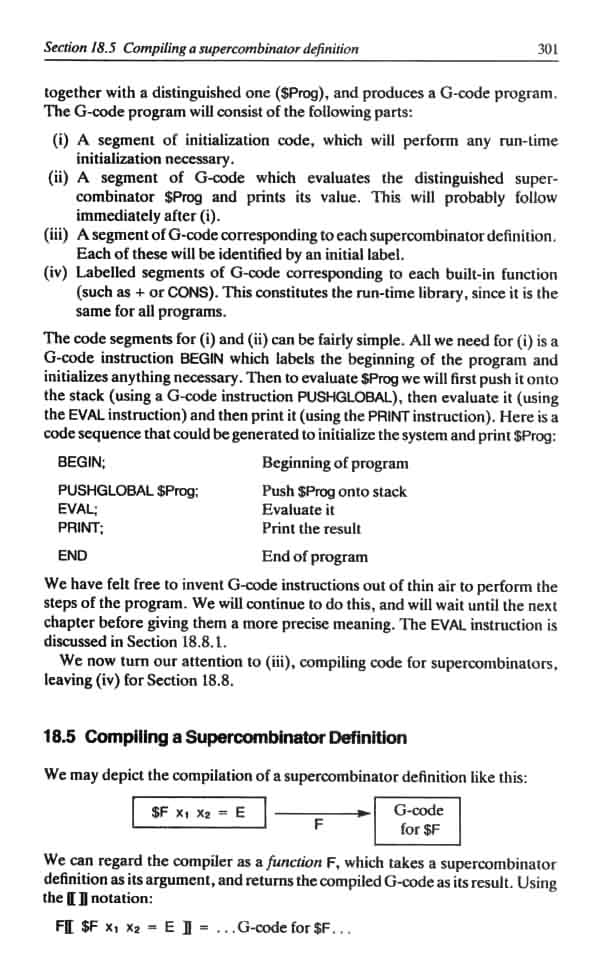 Section 18.5 Compiling a supercombinator definition 301
together with a distinguished one ($Prog), and produces a G-code program.
The G-code program will consist of the following parts:
(i) A segment of initialization code, which will perform any run-time
initialization necessary.
(ii) A segment of G-code which evaluates the distinguished super-
combinator $Prog and prints its value. This will probably follow
immediately after (i).
(iii) A segment of G-code corresponding to each supercombinator definition.
Each of these will be identified by an initial label.
(iv) Labelled segments of G-code corresponding to each built-in function
(such as + or CONS). This constitutes the run-time library, since it is the
same for all programs.
The code segments for (i) and (ii) can be fairly simple. All we need for (i) is a
G-code instruction BEGIN which labels the beginning of the program and
initializes anything necessary. Then to evaluate $Prog we will first push it onto
the stack (using a G-code instruction PUSHGLOBAL), then evaluate it (using
the EVAL instruction) and then print it (using the PRINT instruction). Here is a
code sequence that could be generated to initialize the system and print $Prog:
BEGIN; Beginning of program
PUSHGLOBAL $Prog; Push $Prog onto stack
EVAL; Evaluate it
PRINT; Print the result
END End of program
We have felt free to invent G-code instructions out of thin air to perform the
steps of the program. We will continue to do this, and will wait until the next
chapter before giving them a more precise meaning. The EVAL instruction is
discussed in Section 18.8.1.
We now turn our attention to (iii), compiling code for supercombinators,
leaving (iv) for Section 18.8.
18.5 Compiling a Supercombinator Definition
We may depict the compilation of a supercombinator definition like this:
$F x₁ x₂ = E
F
G-code
for $F
We can regard the compiler as a function F, which takes a supercombinator
definition as its argument, and returns the compiled G-code as its result. Using
the ⟦ ⟧ notation:
F⟦ $F x₁ x₂ = E ⟧ = ...G-code for $F...